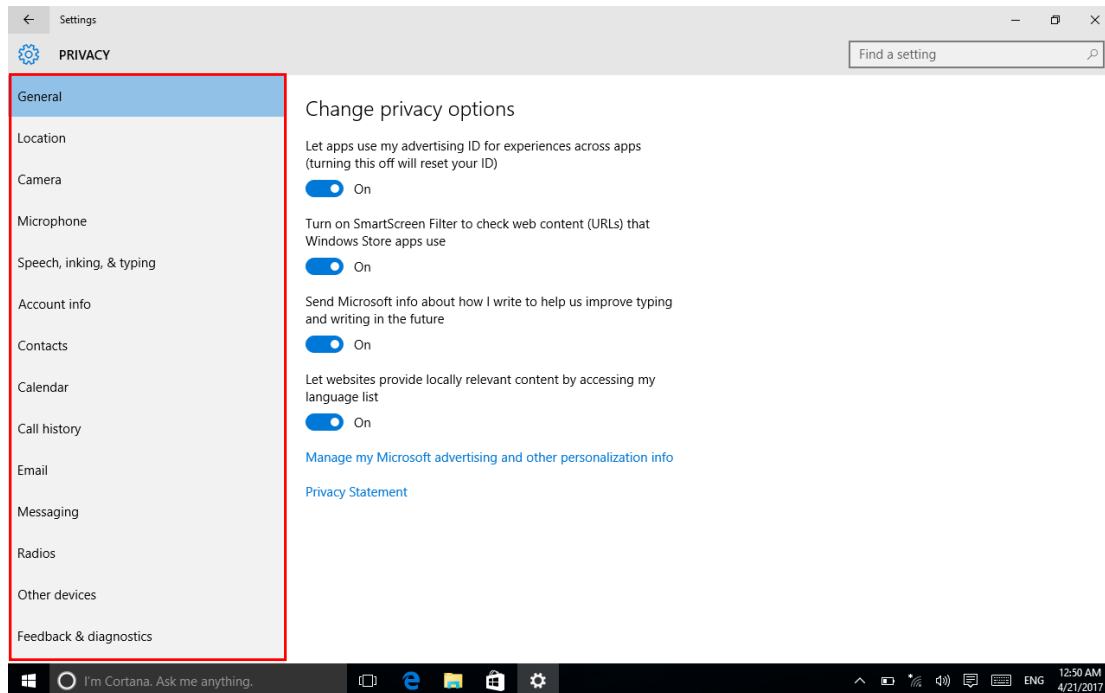 Settings
PRIVACY
Find a setting
General
Location
Camera
Microphone
Speech, inking, & typing
Account info
Contacts
Calendar
Call history
Email
Messaging
Radios
Other devices
Feedback & diagnostics
Change privacy options
Let apps use my advertising ID for experiences across apps
(turning this off will reset your ID)
On
Turn on SmartScreen Filter to check web content (URLs) that
Windows Store apps use
On
Send Microsoft info about how I write to help us improve typing
and writing in the future
On
Let websites provide locally relevant content by accessing my
language list
On
Manage my Microsoft advertising and other personalization info
Privacy Statement
I'm Cortana. Ask me anything.
ENG
12:50 AM
4/21/2017